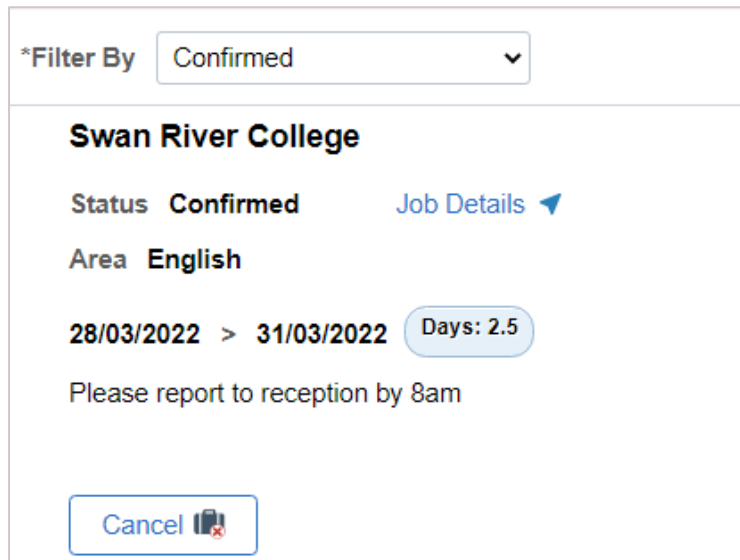 *Filter By Confirmed
Swan River College
Status Confirmed Job Details
Area English
28/03/2022 > 31/03/2022 Days: 2.5
Please report to reception by 8am
Cancel